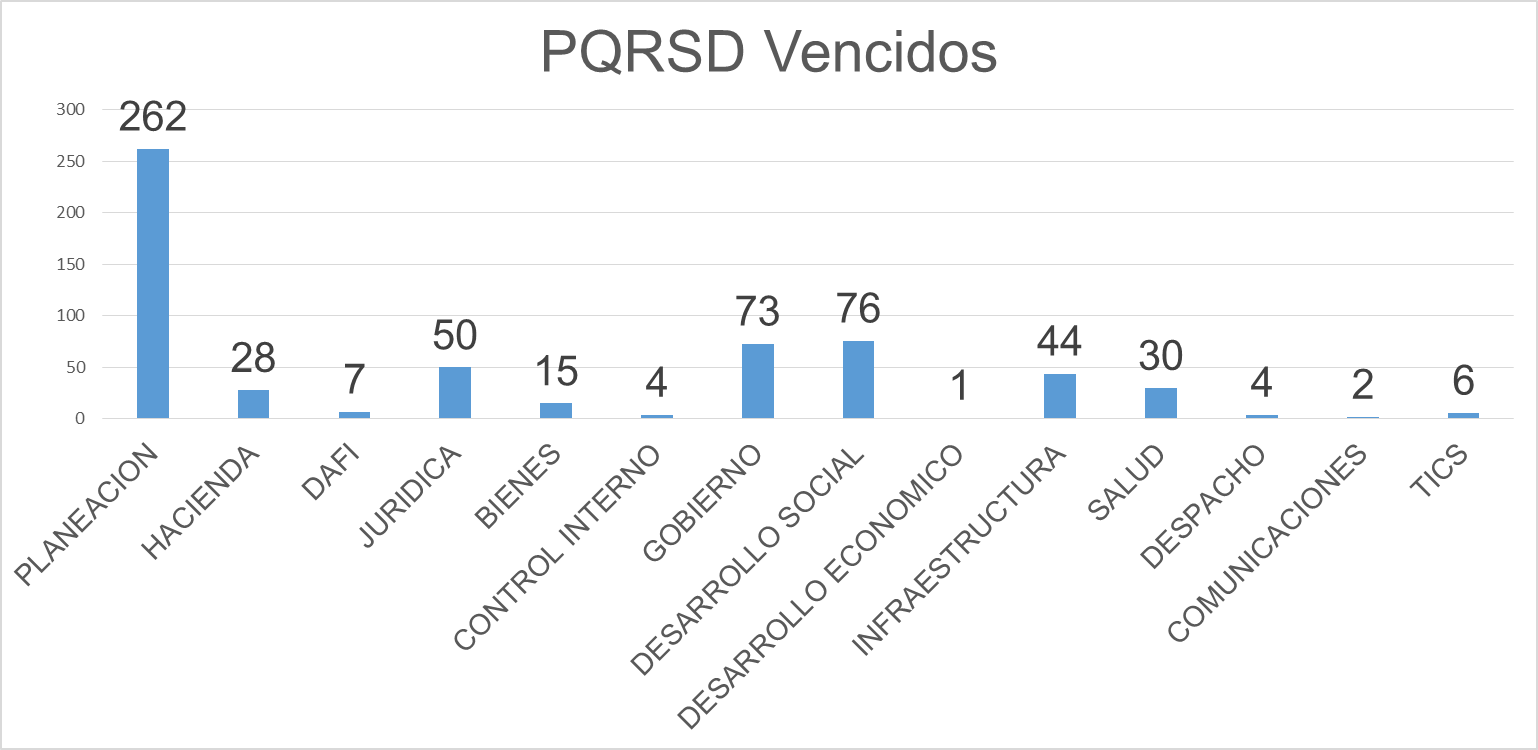 PQRSD Vencidos
300
250
200
150
100
50
0
262
28
7
50
15
4
73
76
1
44
30
4
2
6
PLANEACION
HACIENDA
DAFI
JURIDICA
BIENES
CONTROL INTERNO
GOBIERNO
DESARROLLO SOCIAL
DESARROLLO ECONOMICO
INFRAESTRUCTURA
SALUD
DESPACHO
COMUNICACIONES
TICS